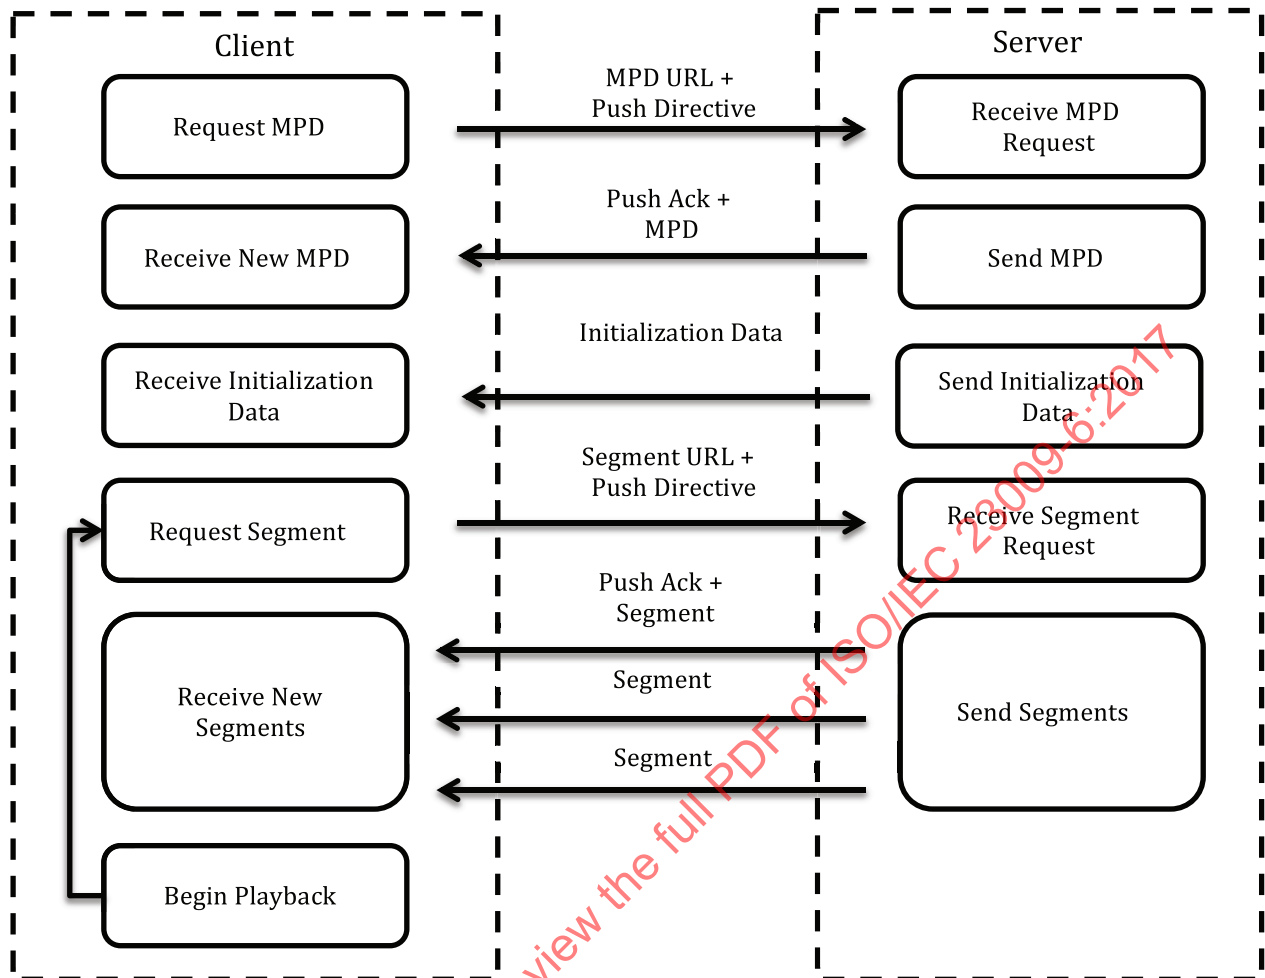 Client
Server
MPD URL +
Push Directive
Request MPD
Receive MPD
Request
Push Ack +
MPD
Receive New MPD
Send MPD
Initialization Data
Receive Initialization
Data
Send Initialization
Data
Segment URL +
Push Directive
Request Segment
Receive Segment
Request
Push Ack +
Segment
Segment
Segment
Receive New
Segments
Send Segments
Begin Playback
view the full PDF of ISO/IEC 23009-6:2017